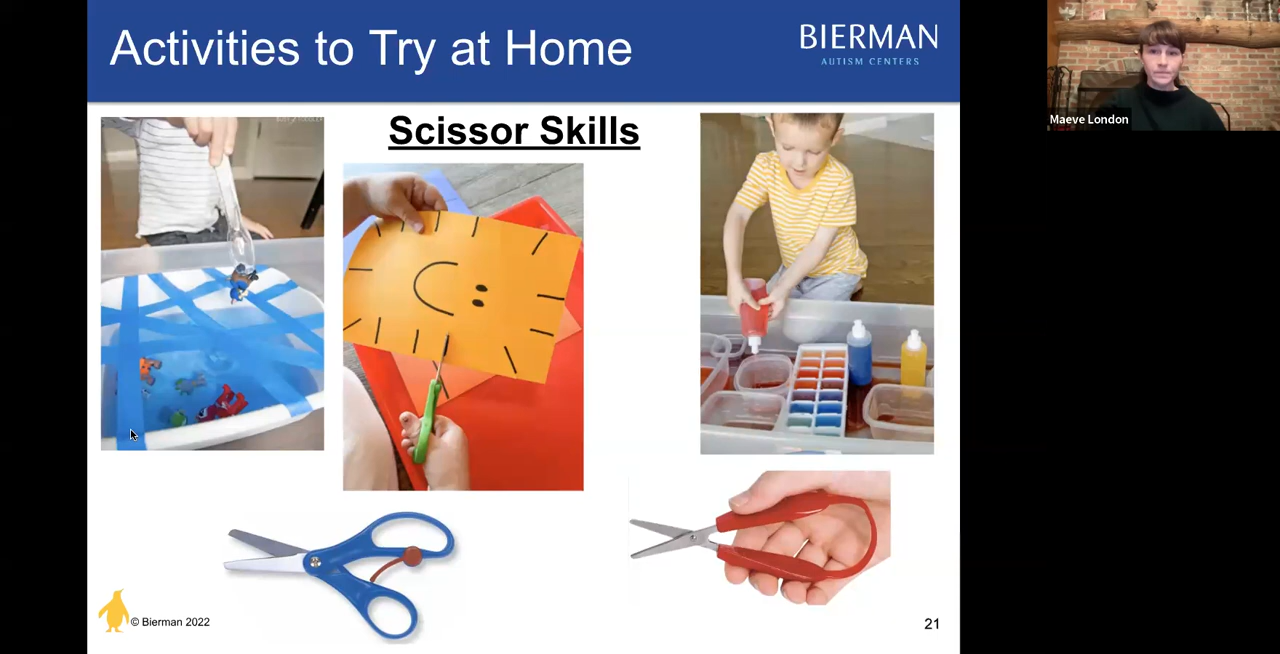 Activities to Try at Home
BIERMAN
AUTISM CENTERS
Scissor Skills
Maeve London
© Bierman 2022
21